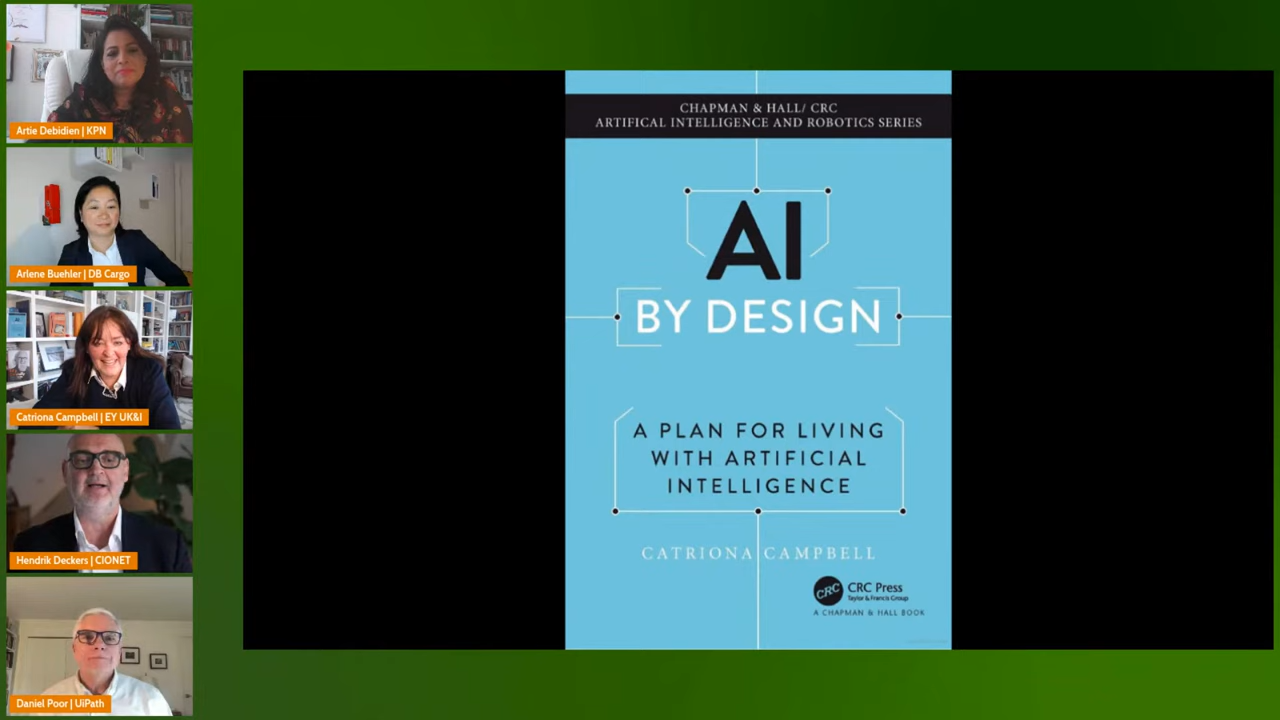 Artie Debidien | KPN
Arlene Buehler | DB Cargo
Catriona Campbell | EY UK&I
Hendrik Deckers | CIONET
Daniel Poor | UiPath
CHAPMAN & HALL/ CRC
ARTIFICAL INTELLIGENCE AND ROBOTICS SERIES
AI
BY DESIGN
A PLAN FOR LIVING
WITH ARTIFICIAL
INTELLIGENCE
CATRIONA CAMPBELL
CRC
CRC Press
Taylor & Francis Group
A CHAPMAN & HALL BOOK